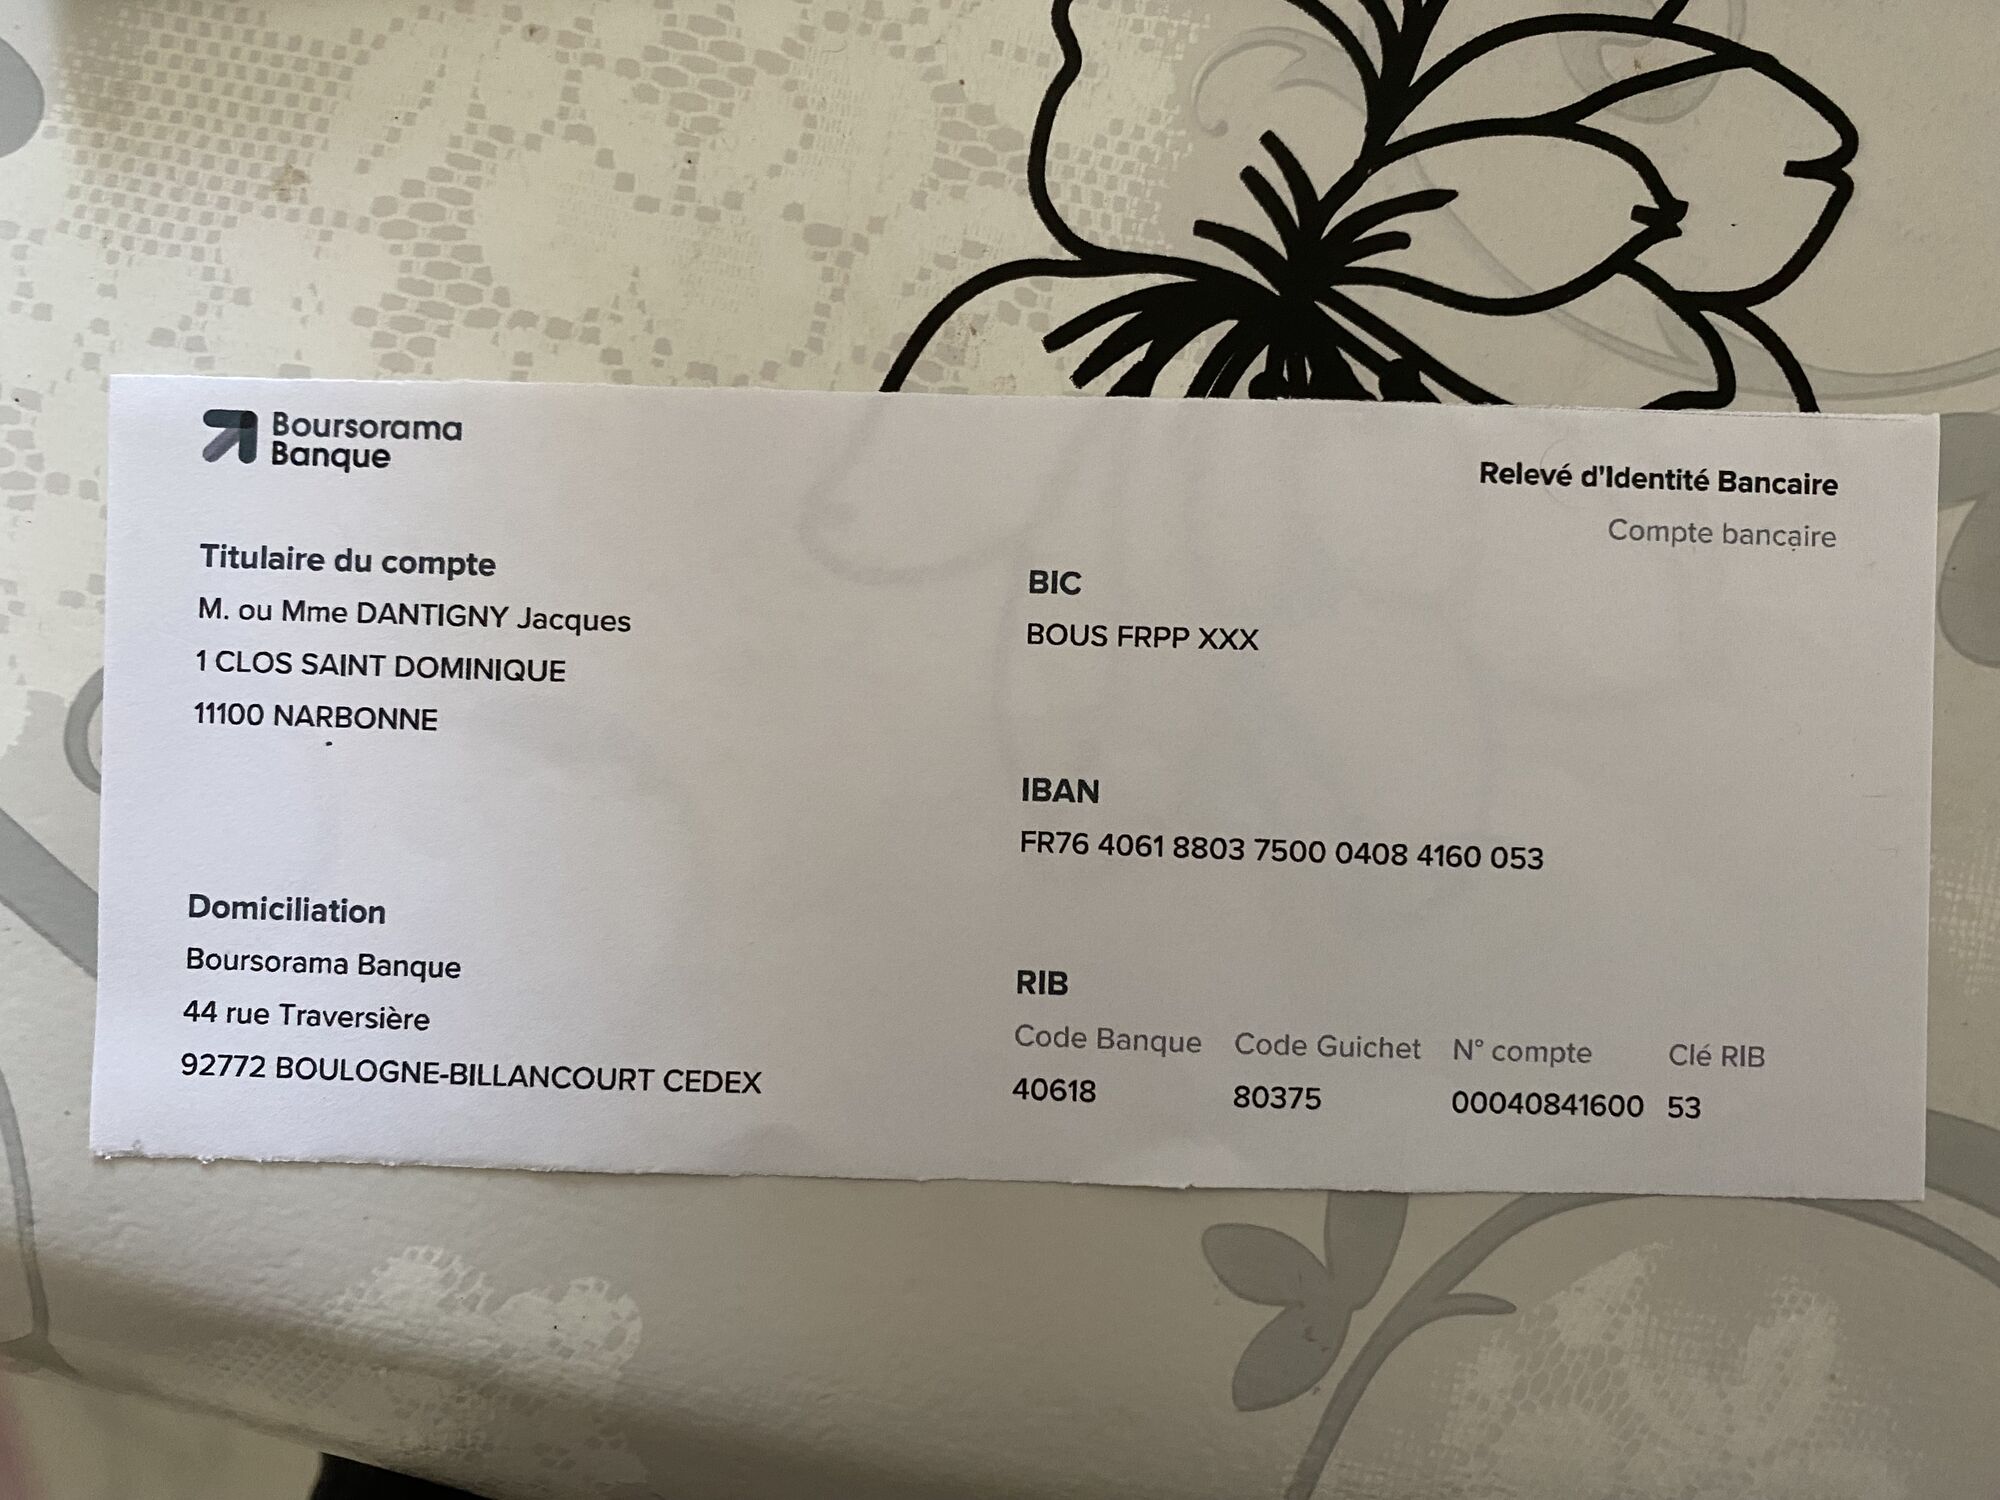 Boursorama
Banque
Relevé d'Identité Bancaire
Compte bancaire
Titulaire du compte
M. ou Mme DANTIGNY Jacques
1 CLOS SAINT DOMINIQUE
11100 NARBONNE
BIC
BOUS FRPP XXX
IBAN
FR76 4061 8803 7500 0408 4160 053
Domiciliation
Boursorama Banque
44 rue Traversière
92772 BOULOGNE-BILLANCOURT CEDEX
RIB
Code Banque Code Guichet N° compte Clé RIB
40618 80375 00040841600 53